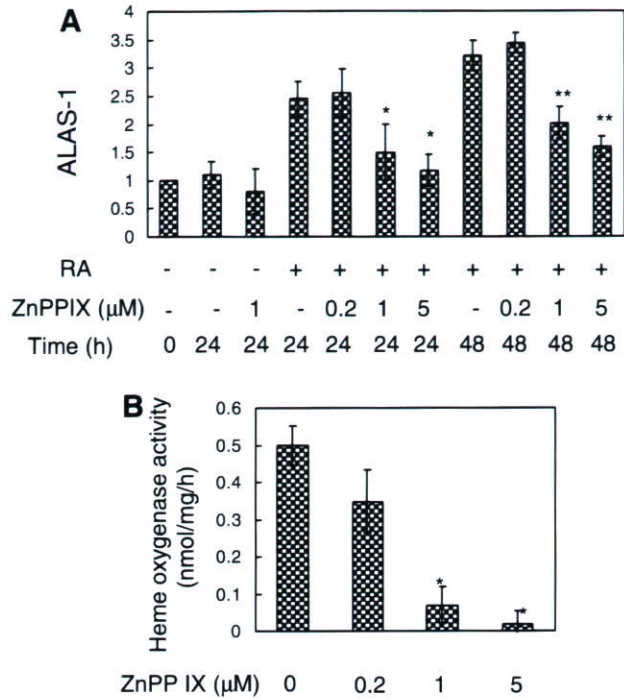 A
4
3.5
3
2.5
2
1.5
1
0.5
0
ALAS-1
* * ** **
RA - - - + + + + + + + +
ZnPPIX (μM) - - 1 - 0.2 1 5 - 0.2 1 5
Time (h) 0 24 24 24 24 24 24 48 48 48 48
B
0.6
0.5
0.4
0.3
0.2
0.1
0
Heme oxygenase activity
(nmol/mg/h)
* *
ZnPP IX (μM) 0 0.2 1 5